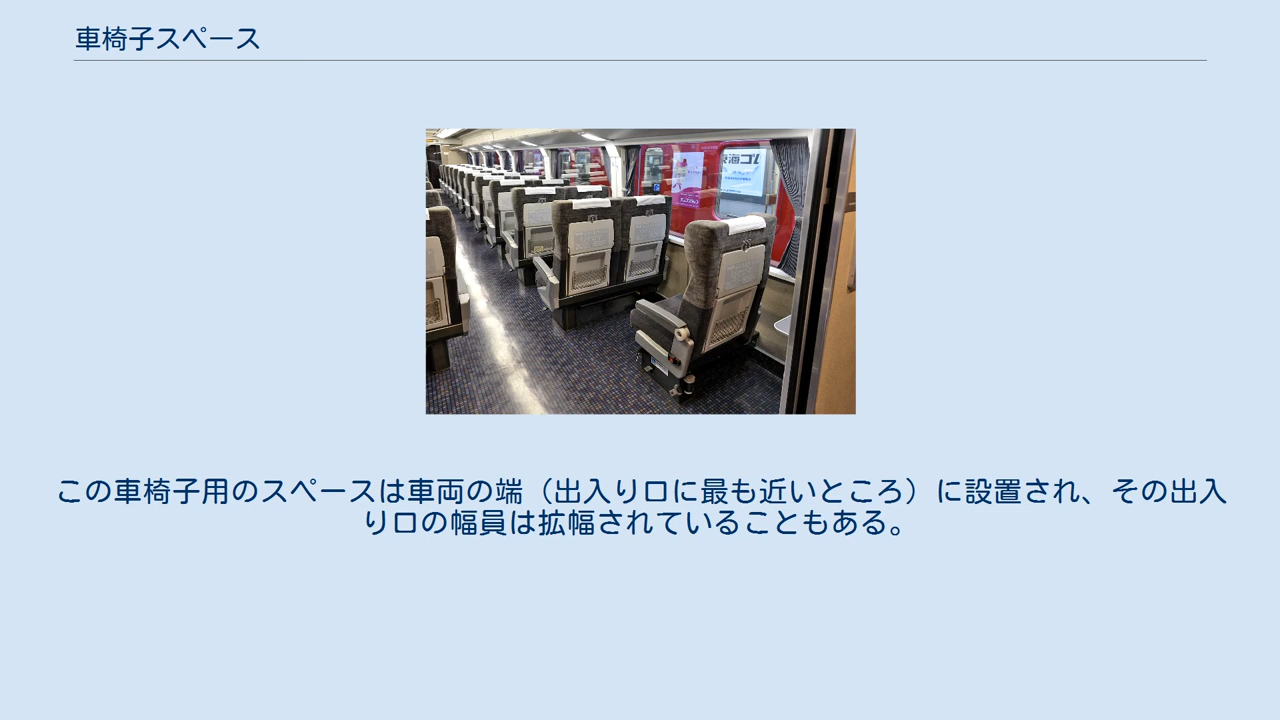 車椅子スペース
この車椅子用のスペースは車両の端（出入り口に最も近いところ）に設置され、その出入
り口の幅員は拡幅されていることもある。